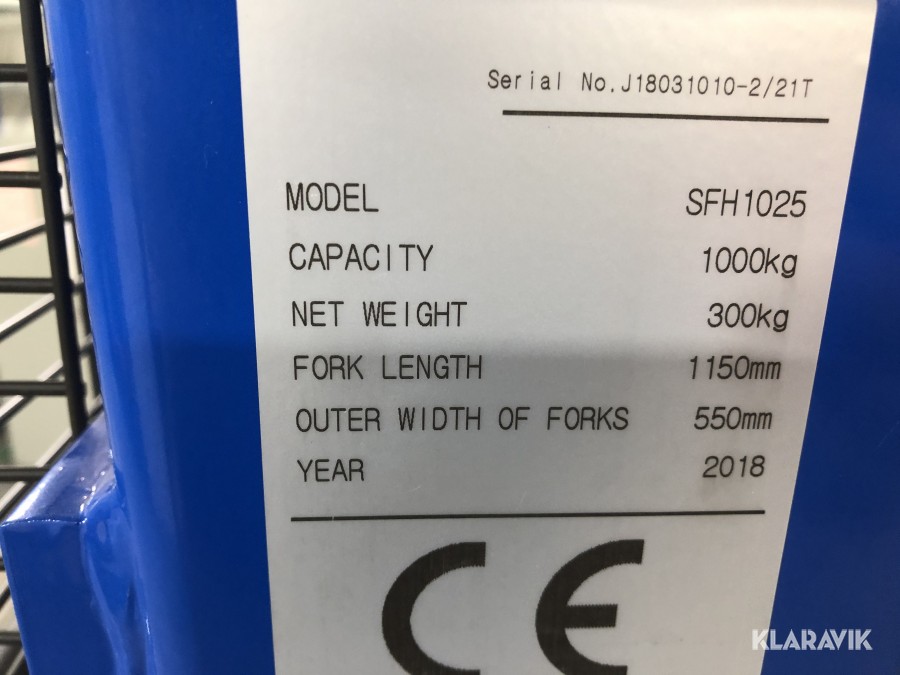 Serial No.J18031010-2/21T
MODEL SFH1025
CAPACITY 1000kg
NET WEIGHT 300kg
FORK LENGTH 1150mm
OUTER WIDTH OF FORKS 550mm
YEAR 2018
CE
KLARAVIK